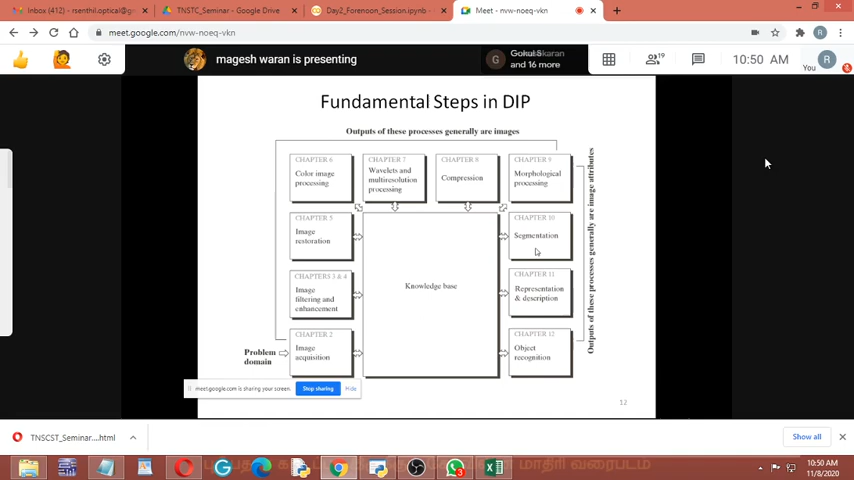 Inbox (412) - rsenthil.optical@g
TNSTC_Seminar - Google Drive
Day2_Forenoon_Session.ipynb -
Meet - nvw-noeq-vkn
meet.google.com/nvw-noeq-vkn
R
magesh waran is presenting
G
and 16 more
19
10:50 AM
You
R
Fundamental Steps in DIP
Outputs of these processes generally are images
CHAPTER 6
Color image
processing
CHAPTER 7
Wavelets and
multiresolution
processing
CHAPTER 8
Compression
CHAPTER 9
Morphological
processing
CHAPTER 5
Image
restoration
CHAPTERS 3 & 4
Image
filtering and
enhancement
Problem
domain
CHAPTER 2
Image
acquisition
Knowledge base
CHAPTER 10
Segmentation
CHAPTER 11
Representation
& description
CHAPTER 12
Object
recognition
Outputs of these processes generally are image attributes
meet.google.com is sharing your screen.
Stop sharing
Hide
12
TNSCST_Seminar....html
Show all
மாதிரி வரைபடம்
3
10:50 AM
11/8/2020